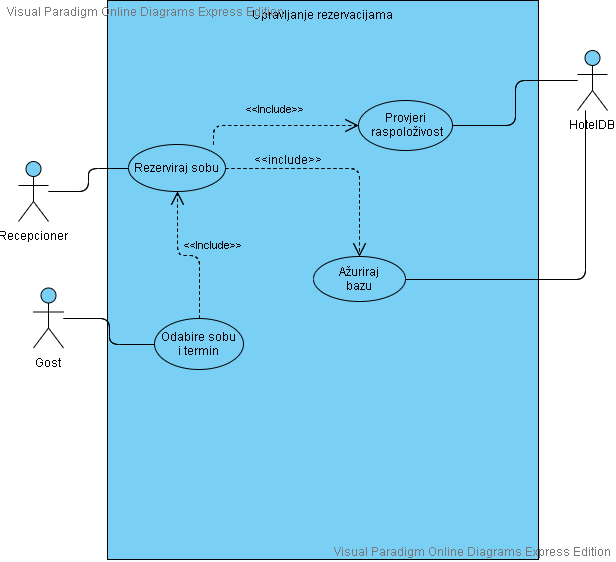 Visual Paradigm Online Diagrams Express Edition
Upravljanje rezervacijama
<<Include>>
Provjeri
raspoloživost
HotelDB
Rezerviraj sobu
<<include>>
Recepcioner
<<Include>>
Ažuriraj
bazu
Odabire sobu
i termin
Gost
Visual Paradigm Online Diagrams Express Edition